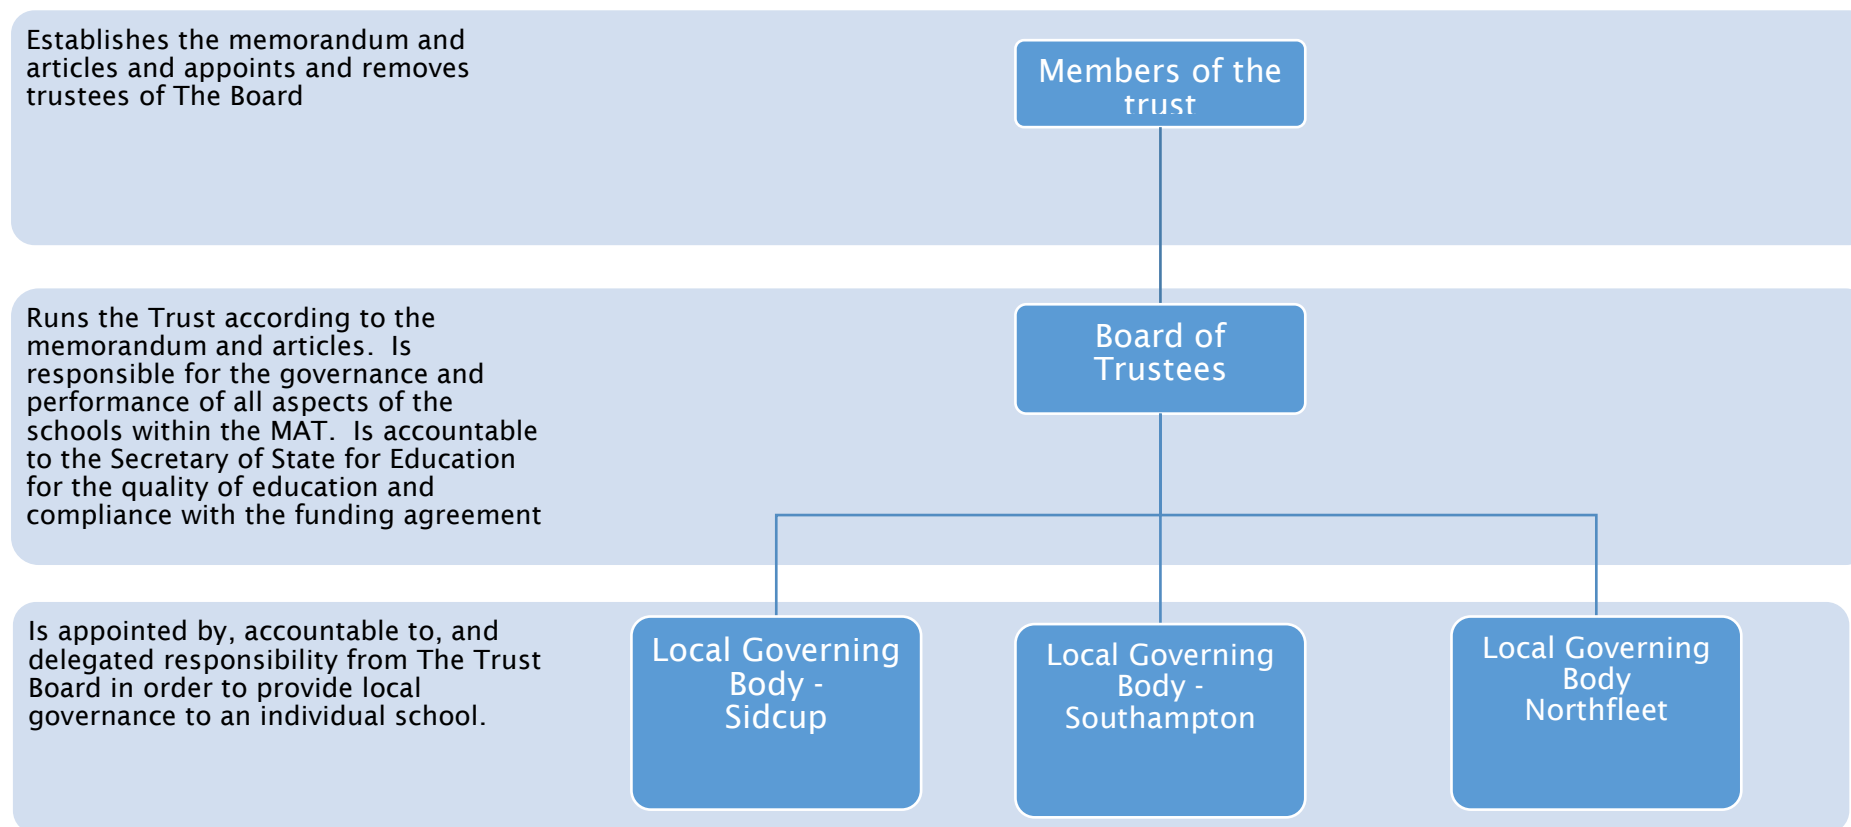 Establishes the memorandum and
articles and appoints and removes
trustees of The Board
Members of the
trust
Runs the Trust according to the
memorandum and articles.  Is
responsible for the governance and
performance of all aspects of the
schools within the MAT.  Is accountable
to the Secretary of State for Education
for the quality of education and
compliance with the funding agreement
Board of
Trustees
Is appointed by, accountable to, and
delegated responsibility from The Trust
Board in order to provide local
governance to an individual school.
Local Governing
Body -
Sidcup
Local Governing
Body -
Southampton
Local Governing
Body
Northfleet